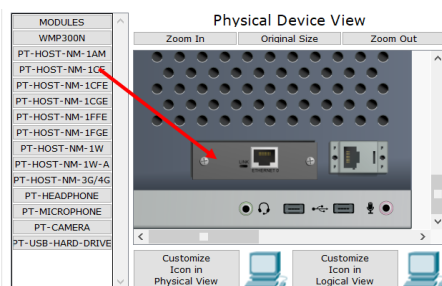 MODULES
WMP300N
PT-HOST-NM-1AM
PT-HOST-NM-1CE
PT-HOST-NM-1CFE
PT-HOST-NM-1CGE
PT-HOST-NM-1FFE
PT-HOST-NM-1FGE
PT-HOST-NM-1W
PT-HOST-NM-1W-A
PT-HOST-NM-3G/4G
PT-HEADPHONE
PT-MICROPHONE
PT-CAMERA
PT-USB-HARD-DRIVE
Physical Device View
Zoom In Original Size Zoom Out
LINK
ETHERNET 0
Customize
Icon in
Physical View
Customize
Icon in
Logical View